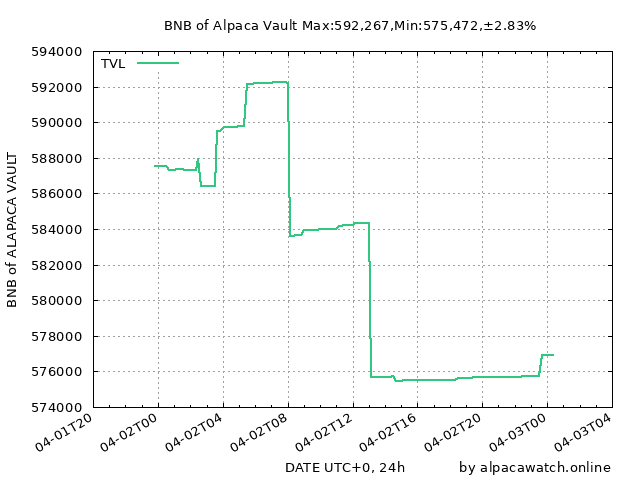 BNB of Alpaca Vault Max:592,267,Min:575,472,±2.83%
594000
TVL
592000
590000
588000
586000
584000
582000
580000
578000
576000
574000
BNB of ALAPACA VAULT
04-01T20
04-02T00
04-02T04
04-02T08
04-02T12
04-02T16
04-02T20
04-03T00
04-03T04
DATE UTC+0, 24h
by alpacawatch.online